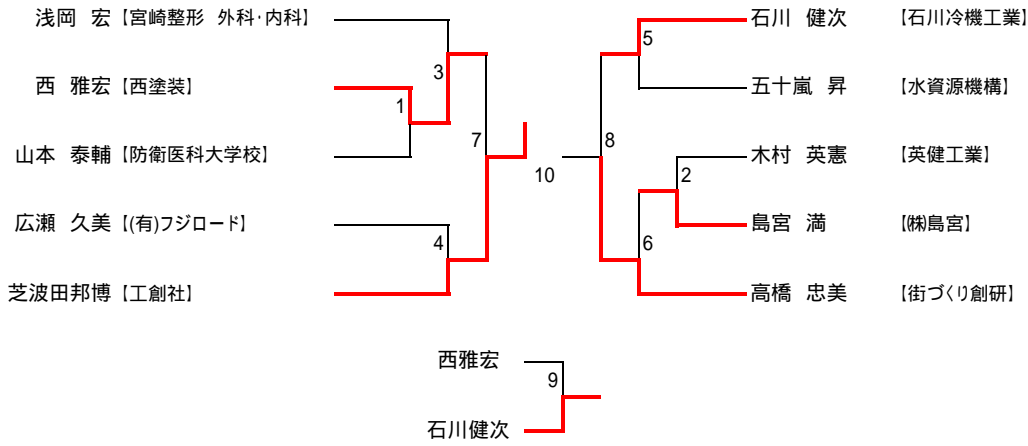 浅岡 宏【宮崎整形 外科・内科】
石川 健次 【石川冷機工業】
5
3
西 雅宏【西塗装】
五十嵐 昇 【水資源機構】
1
7
8
山本 泰輔【防衛医科大学校】
木村 英憲 【英健工業】
10
2
広瀬 久美【(有)フジロード】
島宮 満 【㈱島宮】
4
6
芝波田邦博【工創社】
高橋 忠美 【街づくり創研】
西雅宏
9
石川健次